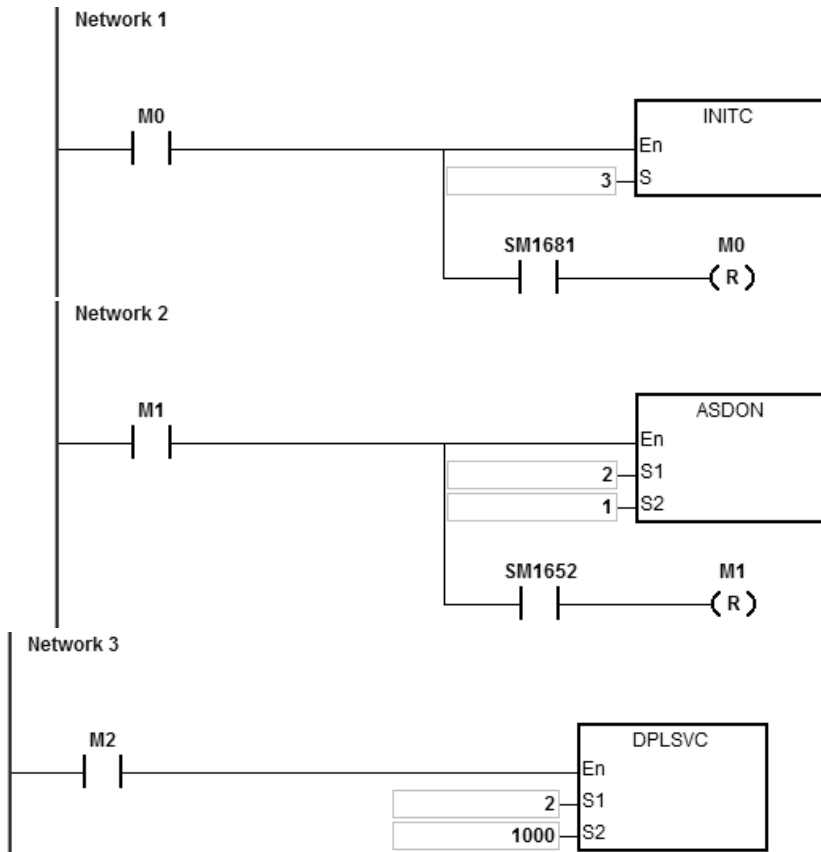 Network 1
M0
INITC
En
3 S
SM1681 M0
( R )
Network 2
M1
ASDON
En
2 S1
1 S2
SM1652 M1
( R )
Network 3
M2
DPLSVC
En
2 S1
1000 S2